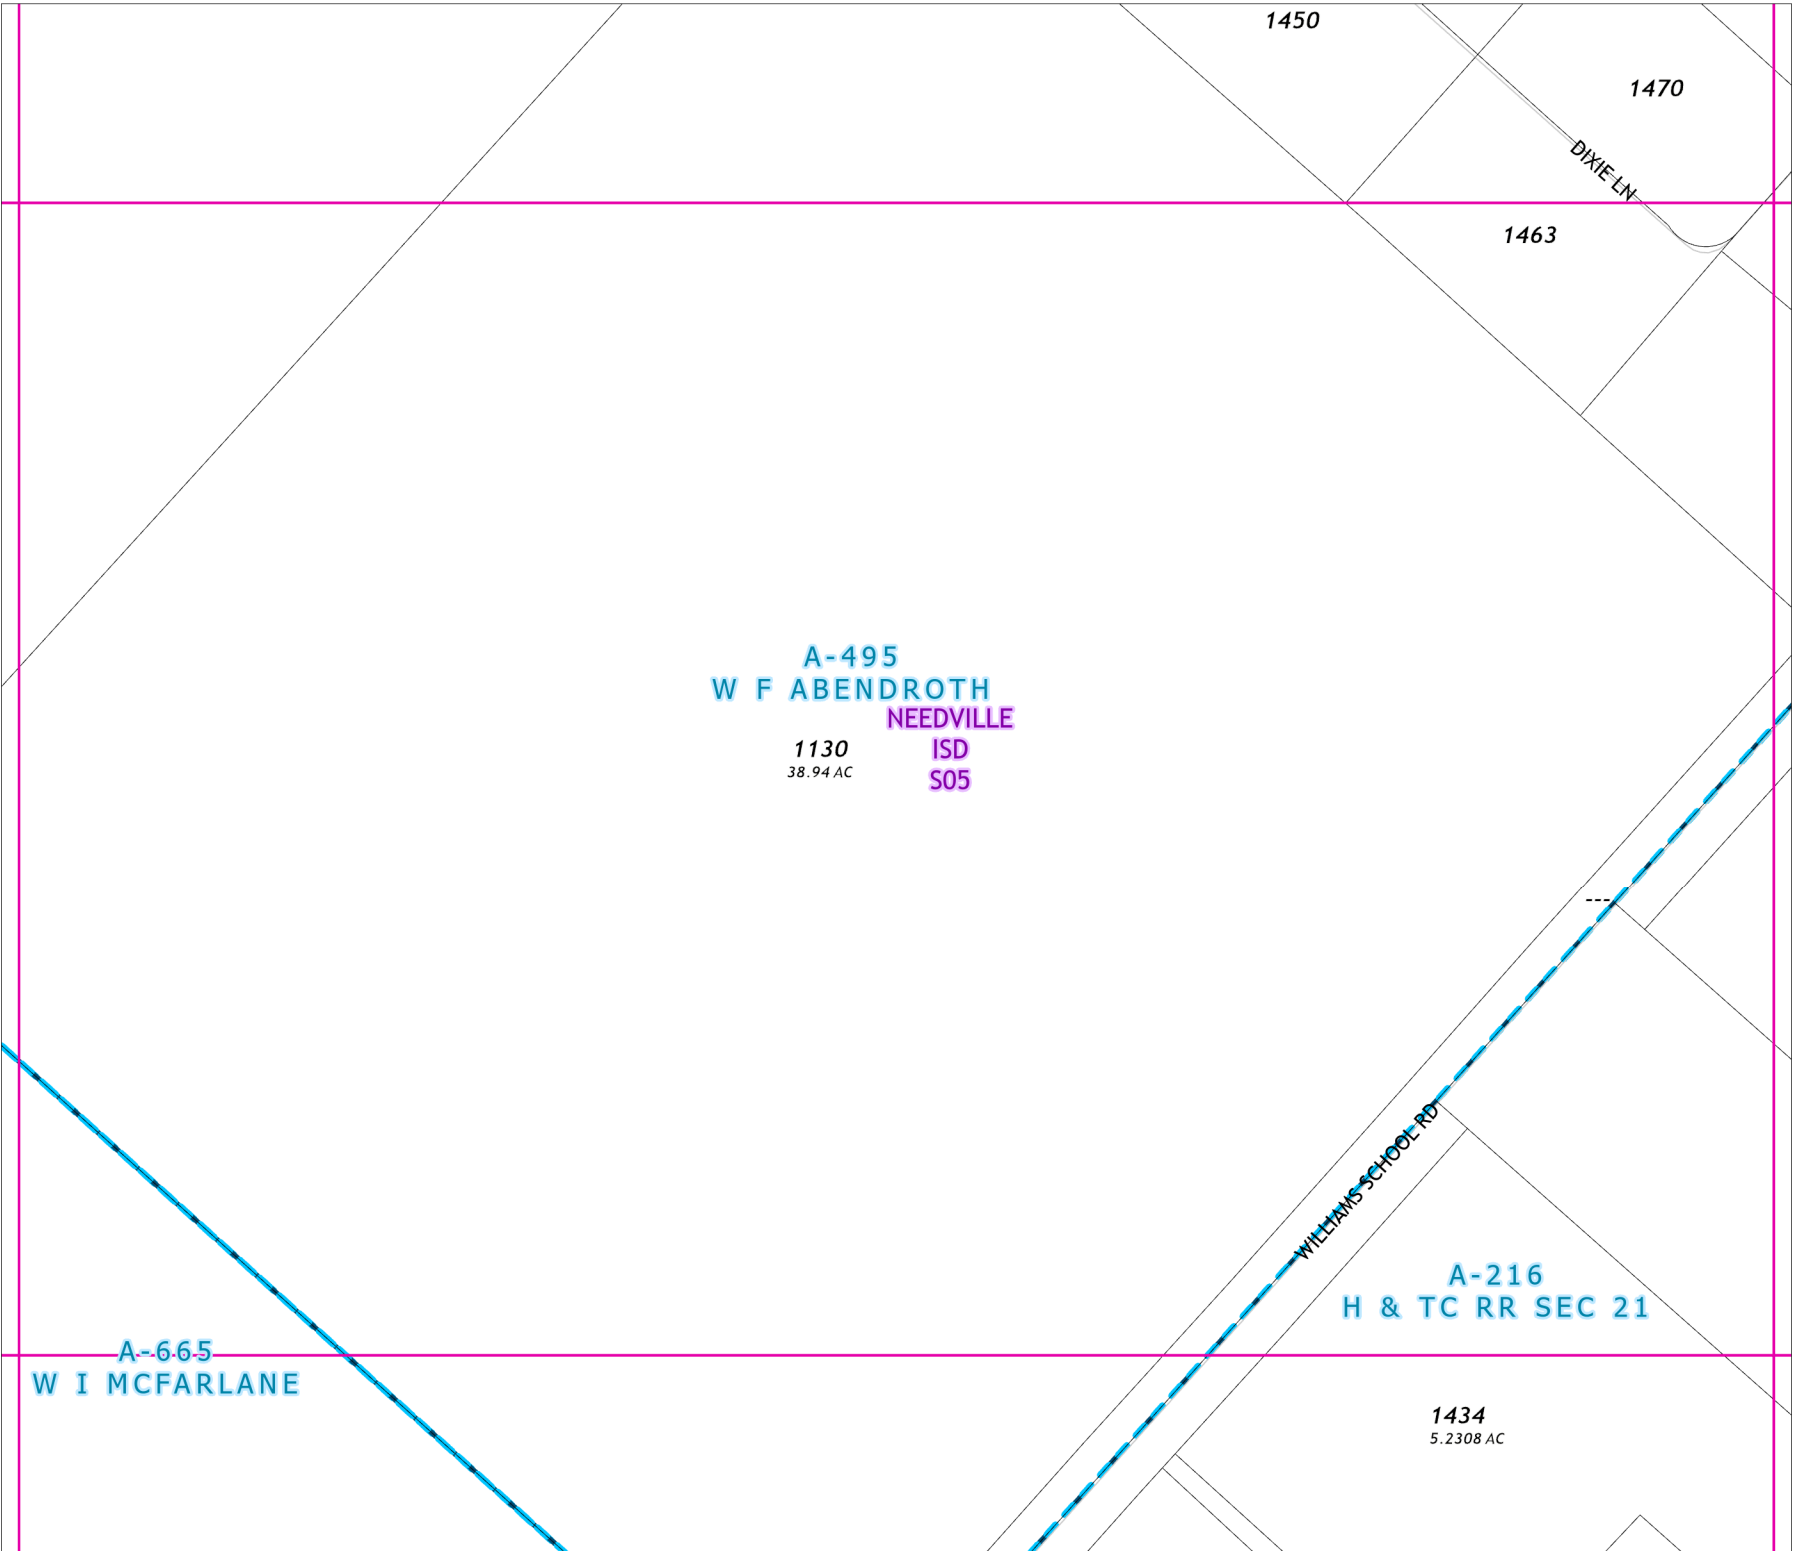 1450
1470
DIXIE LN
1463
A-495
W F ABENDROTH
NEEDVILLE
ISD
S05
1130
38.94 AC
---
WILLIAMS SCHOOL RD
A-216
H & TC RR SEC 21
A-665
W I MCFARLANE
1434
5.2308 AC